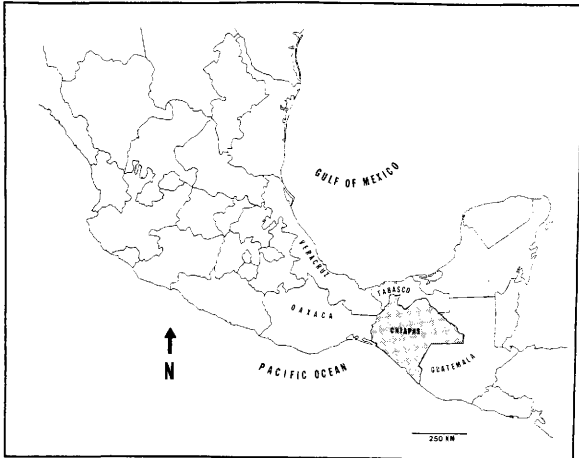 GULF OF MEXICO
VERACRUZ
TABASCO
OAXACA
CHIAPAS
GUATEMALA
PACIFIC OCEAN
N
250 KM